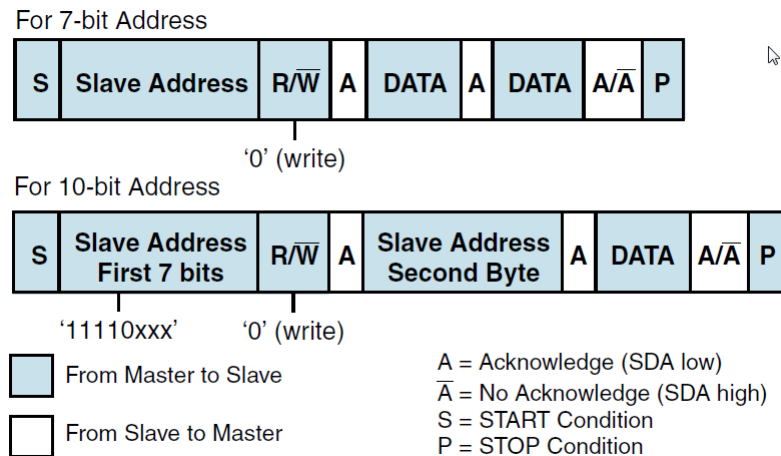 For 7-bit Address
S Slave Address R/W̅ A DATA A DATA A/A̅ P
‘0’ (write)
For 10-bit Address
S Slave Address First 7 bits R/W̅ A Slave Address Second Byte A DATA A/A̅ P
‘11110xxx’ ‘0’ (write)
From Master to Slave
From Slave to Master
A = Acknowledge (SDA low)
A̅ = No Acknowledge (SDA high)
S = START Condition
P = STOP Condition